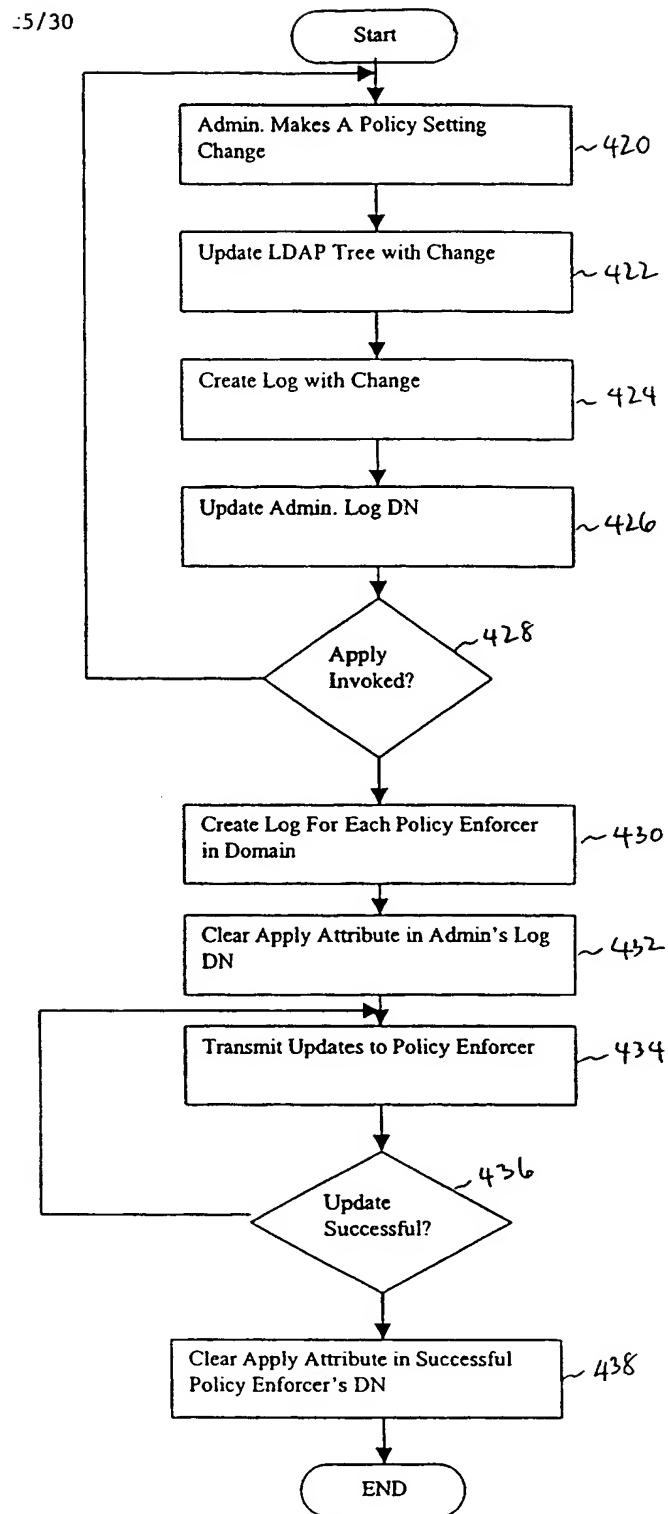 :5/30
Start
Admin. Makes A Policy Setting
Change
~ 420
Update LDAP Tree with Change
~ 422
Create Log with Change
~ 424
Update Admin. Log DN
~ 426
~ 428
Apply
Invoked?
Create Log For Each Policy Enforcer
in Domain
~ 430
Clear Apply Attribute in Admin's Log
DN
~ 432
Transmit Updates to Policy Enforcer
~ 434
~ 436
Update
Successful?
Clear Apply Attribute in Successful
Policy Enforcer's DN
~ 438
END